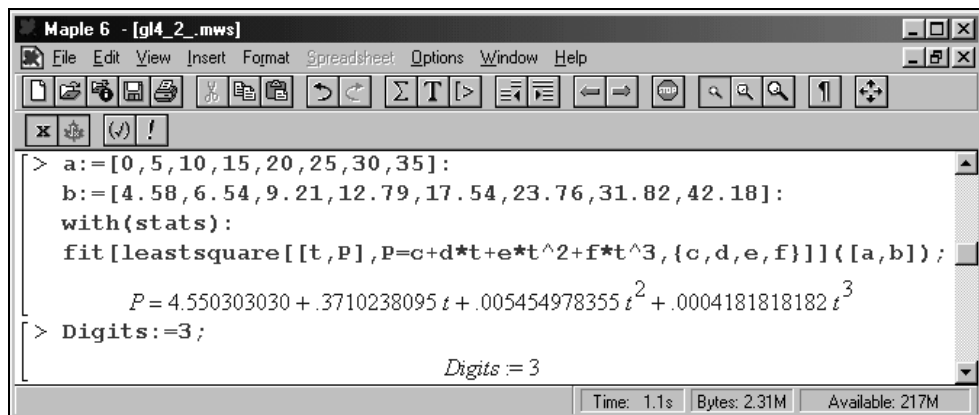 Maple 6 - [gl4_2_.mws]
File Edit View Insert Format Spreadsheet Options Window Help
Σ T [> STOP ¶
x (√) !
[> a:=[0,5,10,15,20,25,30,35]:
b:=[4.58,6.54,9.21,12.79,17.54,23.76,31.82,42.18]:
with(stats):
fit[leastsquare[[t,P],P=c+d*t+e*t^2+f*t^3,{c,d,e,f}]]([a,b]);
P = 4.550303030 + .3710238095 t + .005454978355 t² + .0004181818182 t³
[> Digits:=3;
Digits := 3
Time: 1.1s Bytes: 2.31M Available: 217M